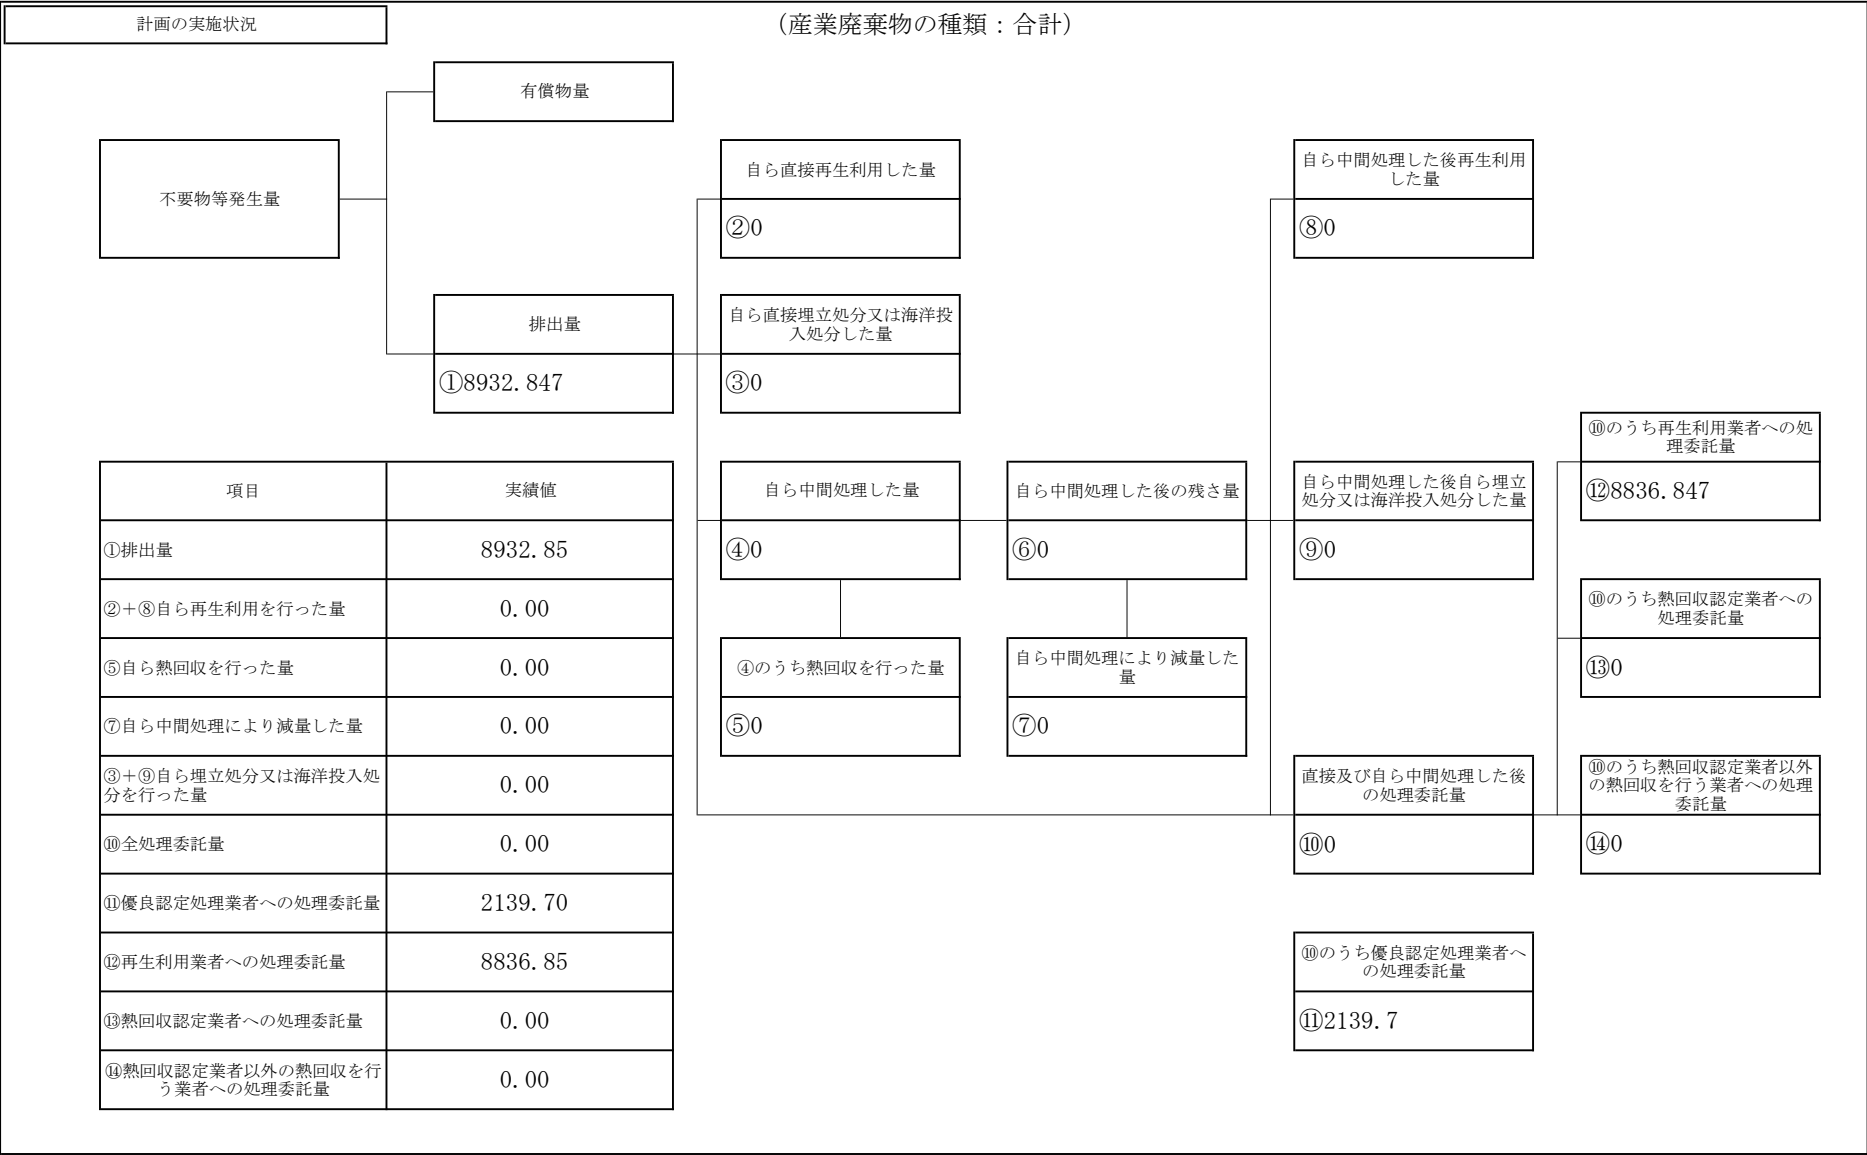 計画の実施状況
（産業廃棄物の種類：合計）
有償物量
不要物等発生量
自ら直接再生利用した量
②0
自ら中間処理した後再生利用
した量
⑧0
排出量
①8932.847
自ら直接埋立処分又は海洋投
入処分した量
③0
⑩のうち再生利用業者への処
理委託量
⑫8836.847
自ら中間処理した量
④0
自ら中間処理した後の残さ量
⑥0
自ら中間処理した後自ら埋立
処分又は海洋投入処分した量
⑨0
⑩のうち熱回収認定業者への
処理委託量
⑬0
④のうち熱回収を行った量
⑤0
自ら中間処理により減量した
量
⑦0
直接及び自ら中間処理した後
の処理委託量
⑩0
⑩のうち熱回収認定業者以外
の熱回収を行う業者への処理
委託量
⑭0
⑩のうち優良認定処理業者へ
の処理委託量
⑪2139.7
項目 実績値
①排出量 8932.85
②＋⑧自ら再生利用を行った量 0.00
⑤自ら熱回収を行った量 0.00
⑦自ら中間処理により減量した量 0.00
③＋⑨自ら埋立処分又は海洋投入処
分を行った量 0.00
⑩全処理委託量 0.00
⑪優良認定処理業者への処理委託量 2139.70
⑫再生利用業者への処理委託量 8836.85
⑬熱回収認定業者への処理委託量 0.00
⑭熱回収認定業者以外の熱回収を行
う業者への処理委託量 0.00